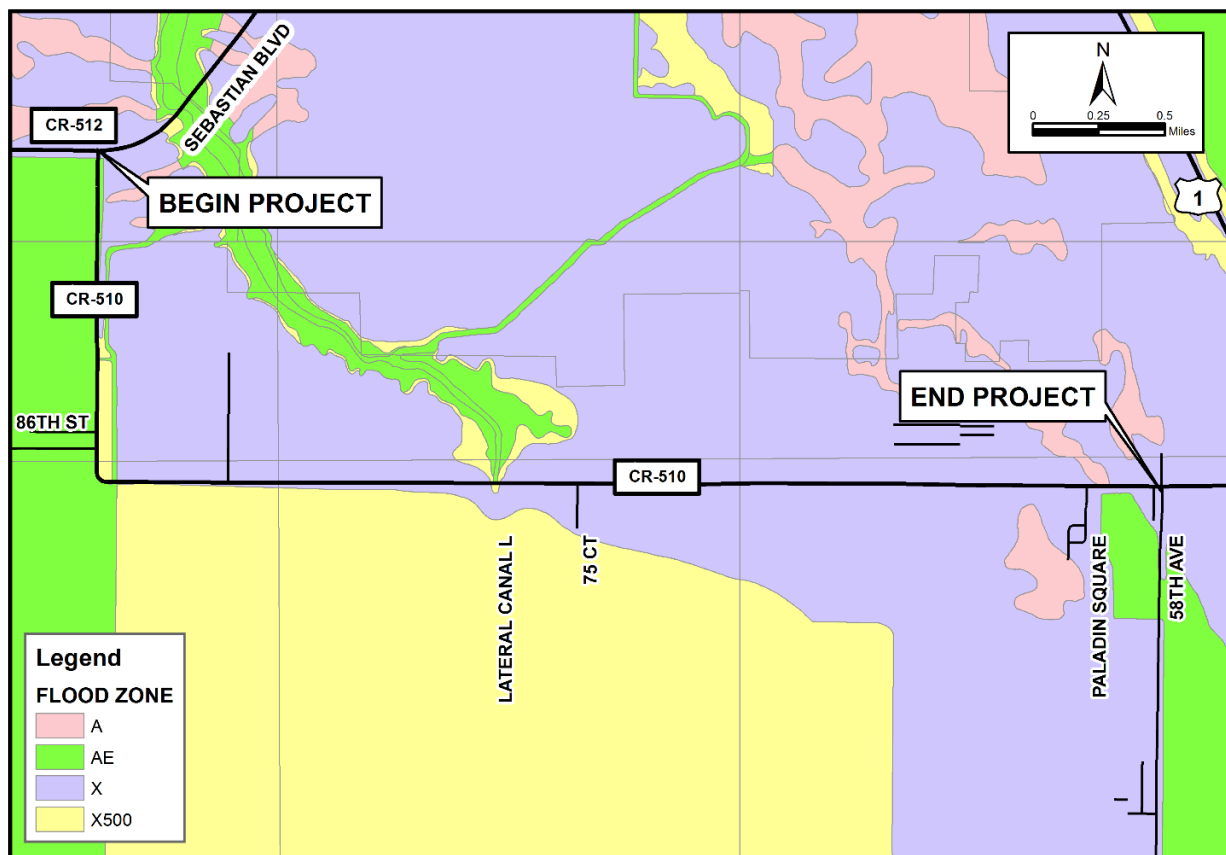 SEBASTIAN BLVD
CR-512
BEGIN PROJECT
N
0 0.25 0.5
Miles
1
CR-510
86TH ST
END PROJECT
CR-510
LATERAL CANAL L
75 CT
PALADIN SQUARE
58TH AVE
Legend
FLOOD ZONE
A
AE
X
X500